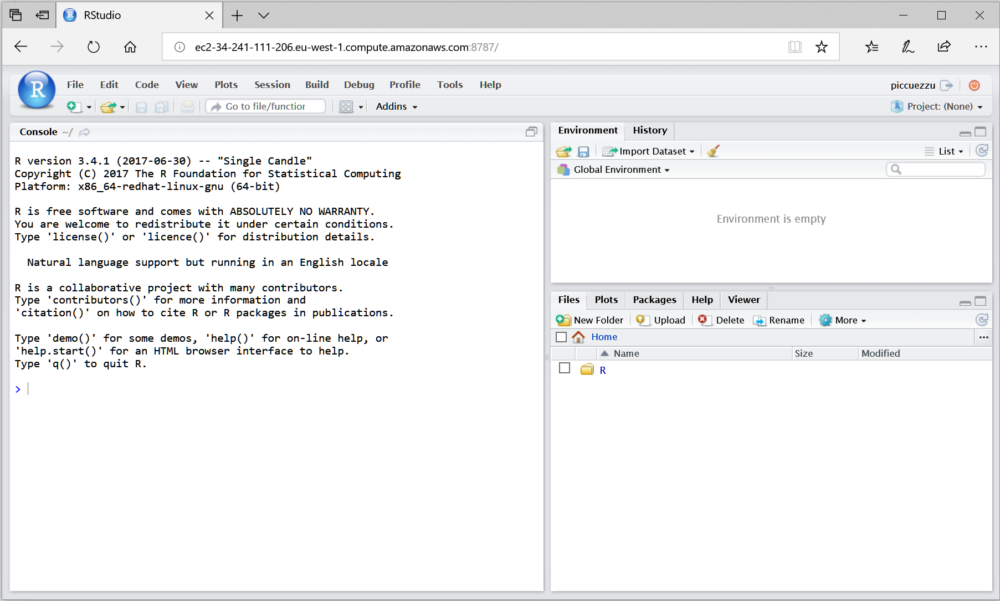 RStudio
ec2-34-241-111-206.eu-west-1.compute.amazonaws.com:8787/
R
File Edit Code View Plots Session Build Debug Profile Tools Help
piccuezzu
Go to file/function
Addins
Project: (None)
Console ~/
R version 3.4.1 (2017-06-30) -- "Single Candle"
Copyright (C) 2017 The R Foundation for Statistical Computing
Platform: x86_64-redhat-linux-gnu (64-bit)
R is free software and comes with ABSOLUTELY NO WARRANTY.
You are welcome to redistribute it under certain conditions.
Type 'license()' or 'licence()' for distribution details.
Natural language support but running in an English locale
R is a collaborative project with many contributors.
Type 'contributors()' for more information and
'citation()' on how to cite R or R packages in publications.
Type 'demo()' for some demos, 'help()' for on-line help, or
'help.start()' for an HTML browser interface to help.
Type 'q()' to quit R.
>
Environment History
Import Dataset
List
Global Environment
Environment is empty
Files Plots Packages Help Viewer
New Folder Upload Delete Rename More
Home
...
Name Size Modified
R